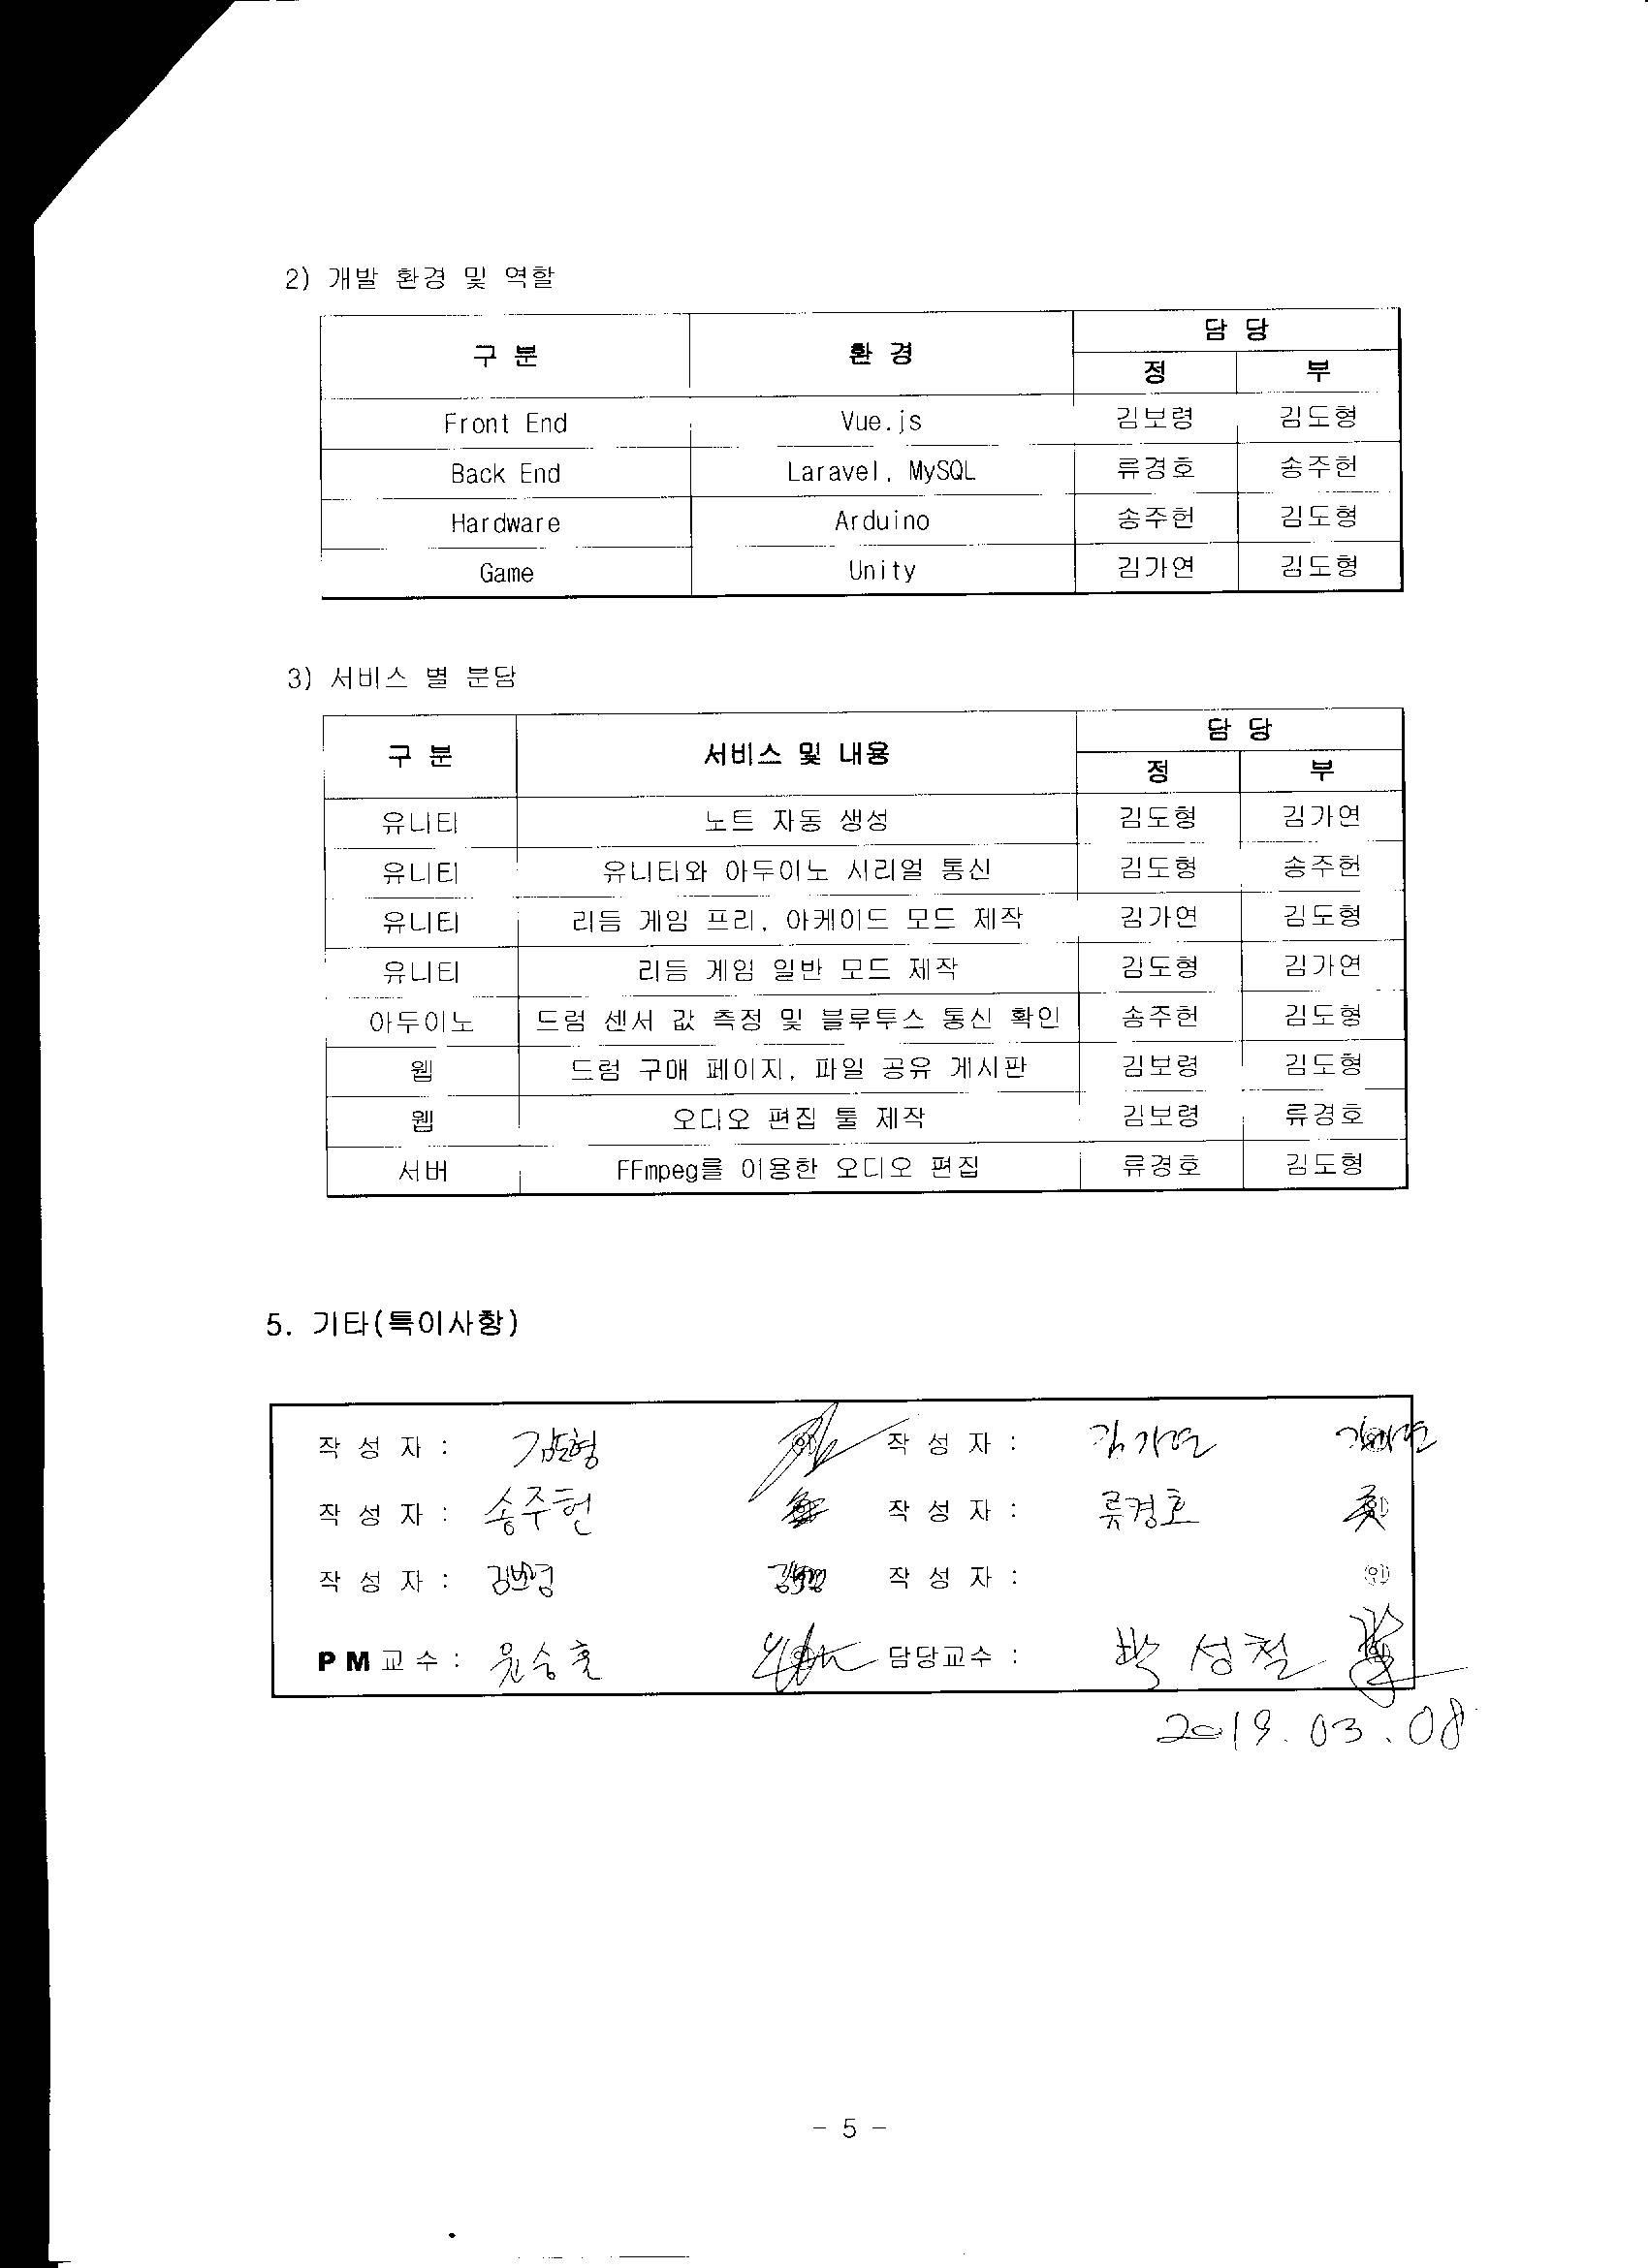 2) 개발 환경 및 역할
구 분 환 경 담 당
정 부
Front End Vue.js 김보령 김도형
Back End Laravel, MySQL 류경호 송주헌
Hardware Arduino 송주헌 김도형
Game Unity 김가연 김도형
3) 서비스 별 분담
구 분 서비스 및 내용 담 당
정 부
유니티 노트 자동 생성 김도형 김가연
유니티 유니티와 아두이노 시리얼 통신 김도형 송주헌
유니티 리듬 게임 프리, 아케이드 모드 제작 김가연 김도형
유니티 리듬 게임 일반 모드 제작 김도형 김가연
아두이노 드럼 센서 값 측정 및 블루투스 통신 확인 송주헌 김도형
웹 드럼 구매 페이지, 파일 공유 게시판 김보령 김도형
웹 오디오 편집 툴 제작 김보령 류경호
서버 FFmpeg를 이용한 오디오 편집 류경호 김도형
5. 기타(특이사항)
작 성 자 : 김도형 작 성 자 : 김가연
작 성 자 : 송주헌 작 성 자 : 류경호
작 성 자 : 김보령 작 성 자 : ㊞
PM교수 : 담당교수 : 박성철
2019.03.08
- 5 -